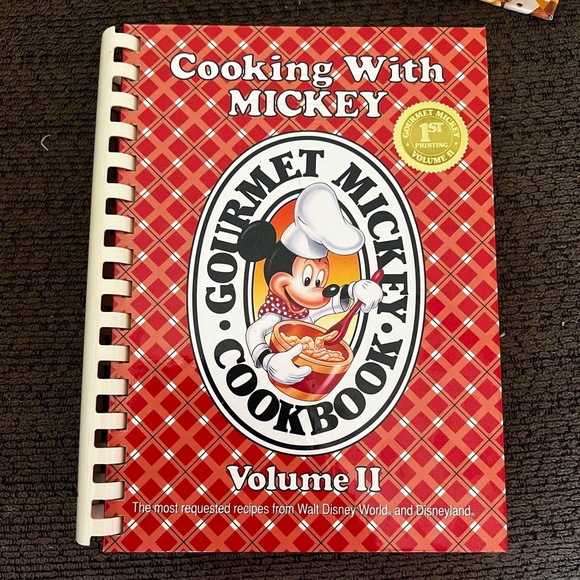 Cooking With
MICKEY
GOURMET MICKEY
1ST
PRINTING
VOLUME II
GOURMET MICKEY
COOKBOOK
Volume II
The most requested recipes from Walt Disney World® and Disneyland®